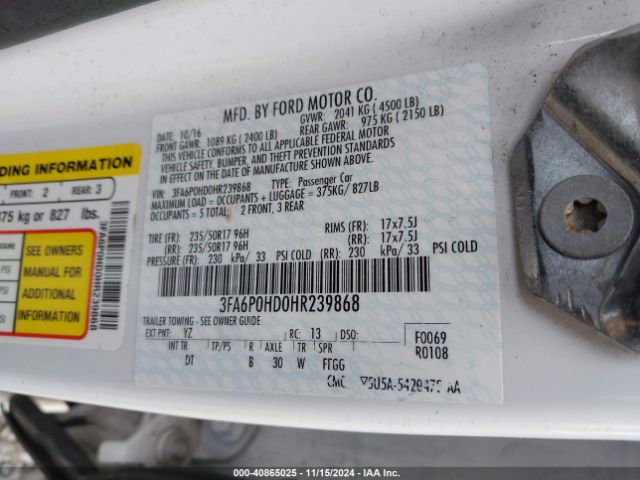 MFD. BY FORD MOTOR CO.
10/16 GVWR: 2041 KG (4500 LB)
FRONT GAWR: 1089 KG (2400 LB) REAR GAWR: 975 KG (2150 LB)
THIS VEHICLE CONFORMS TO ALL APPLICABLE FEDERAL MOTOR
VEHICLE SAFETY, BUMPER, AND THEFT PREVENTION STANDARDS
IN EFFECT ON THE DATE OF MANUFACTURE SHOWN ABOVE.
VIN: 3FA6P0HD0HR239868 TYPE: Passenger Car
MAXIMUM LOAD = OCCUPANTS + LUGGAGE = 375KG/ 827LB
OCCUPANTS = 5 TOTAL: 2 FRONT, 3 REAR
TIRE (FR): 235/50R17 96H RIMS (FR): 17x7.5J
(RR): 235/50R17 96H (RR): 17x7.5J
PRESSURE (FR): 230 kPa/ 33 PSI COLD (RR): 230 kPa/ 33 PSI COLD
3FA6P0HD0HR239868
TRAILER TOWING - SEE OWNER GUIDE
EXT PNT: YZ RC: 13 DSO: F0069
R0108
INT TR TP/PS R AXLE TR SPR
DT B 30 W FFGG
CMC
DING INFORMATION
FRONT: 2 REAR: 3
375 kg or 827 lbs.
SEE OWNERS
MANUAL FOR
ADDITIONAL
INFORMATION
PSI
PSI
3FA6P0HD0HR239868
000-40865025 - 11/15/2024 - IAA Inc.